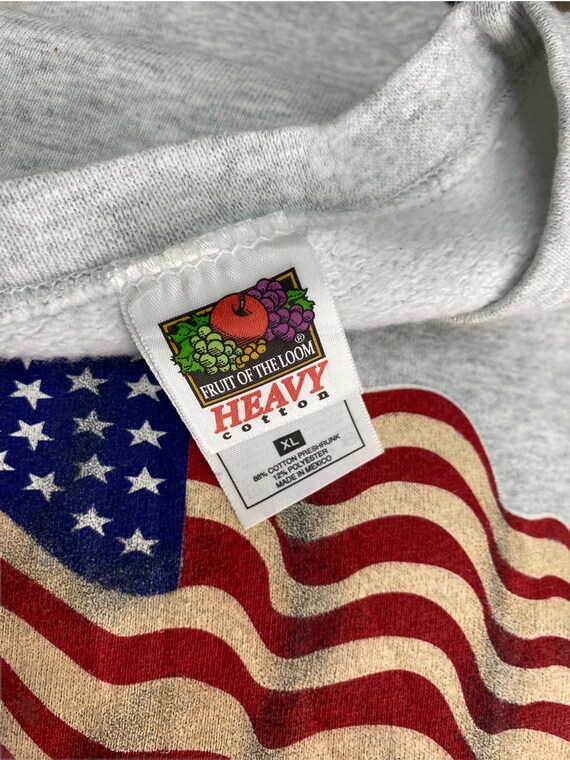 FRUIT OF THE LOOM ®
HEAVY
cotton
XL
88% COTTON PRESHRUNK
12% POLYESTER
MADE IN MEXICO